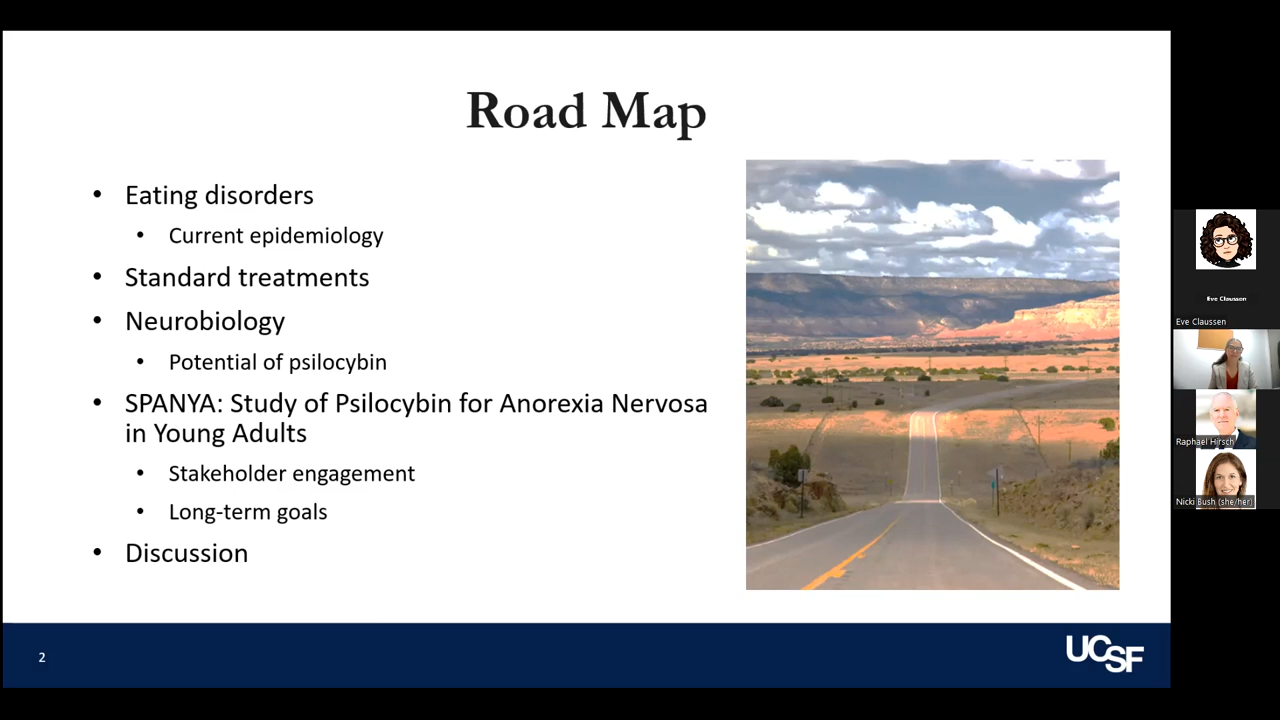 Road Map
• Eating disorders
• Current epidemiology
• Standard treatments
• Neurobiology
• Potential of psilocybin
• SPANYA: Study of Psilocybin for Anorexia Nervosa
in Young Adults
• Stakeholder engagement
• Long-term goals
• Discussion
2
UCSF
Eve Claussen
Eve Claussen
Raphael Hirsch
Nicki Bush (she/her)